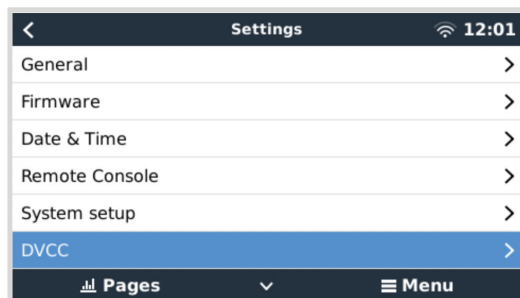 Settings 12:01
General
Firmware
Date & Time
Remote Console
System setup
DVCC
Pages Menu